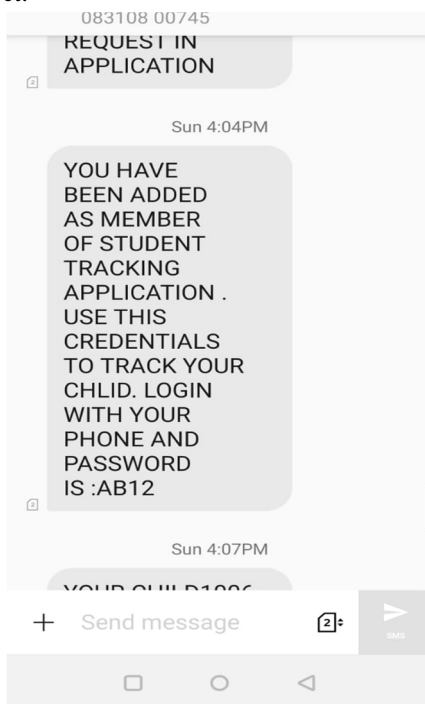 083108 00745
REQUEST IN
APPLICATION
Sun 4:04PM
YOU HAVE
BEEN ADDED
AS MEMBER
OF STUDENT
TRACKING
APPLICATION .
USE THIS
CREDENTIALS
TO TRACK YOUR
CHLID. LOGIN
WITH YOUR
PHONE AND
PASSWORD
IS :AB12
Sun 4:07PM
YOUR CHILD1006
Send message
2
SMS